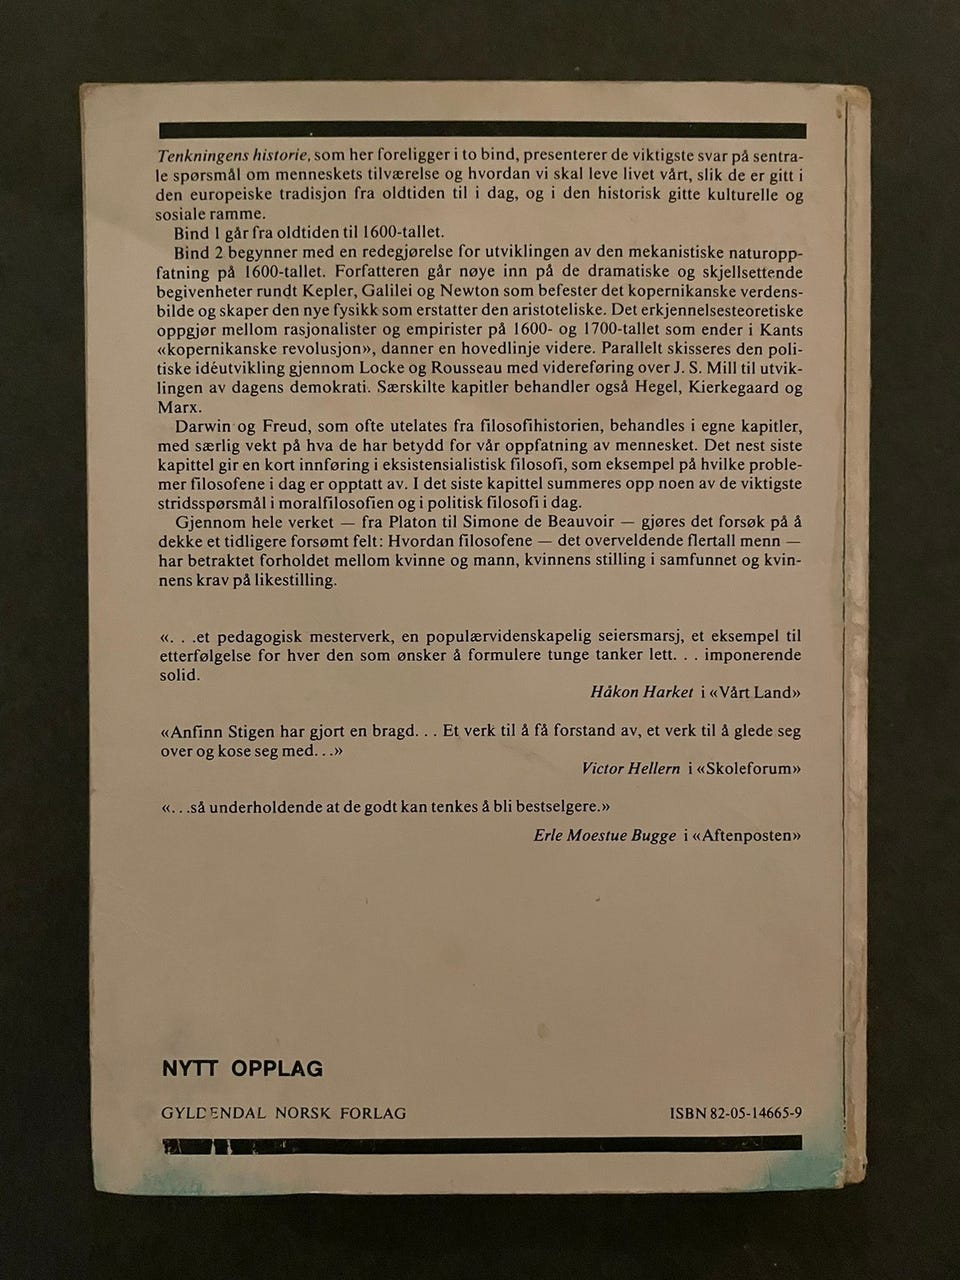 Tenkningens historie, som her foreligger i to bind, presenterer de viktigste svar på sentra-
le spørsmål om menneskets tilværelse og hvordan vi skal leve livet vårt, slik de er gitt i
den europeiske tradisjon fra oldtiden til i dag, og i den historisk gitte kulturelle og
sosiale ramme.
Bind 1 går fra oldtiden til 1600-tallet.
Bind 2 begynner med en redegjørelse for utviklingen av den mekanistiske naturopp-
fatning på 1600-tallet. Forfatteren går nøye inn på de dramatiske og skjellsettende
begivenheter rundt Kepler, Galilei og Newton som befester det kopernikanske verdens-
bilde og skaper den nye fysikk som erstatter den aristoteliske. Det erkjennelsesteoretiske
oppgjør mellom rasjonalister og empirister på 1600- og 1700-tallet som ender i Kants
«kopernikanske revolusjon», danner en hovedlinje videre. Parallelt skisseres den poli-
tiske idéutvikling gjennom Locke og Rousseau med videreføring over J. S. Mill til utvik-
lingen av dagens demokrati. Særskilte kapitler behandler også Hegel, Kierkegaard og
Marx.
Darwin og Freud, som ofte utelates fra filosofihistorien, behandles i egne kapitler,
med særlig vekt på hva de har betydd for vår oppfatning av mennesket. Det nest siste
kapittel gir en kort innføring i eksistensialistisk filosofi, som eksempel på hvilke proble-
mer filosofene i dag er opptatt av. I det siste kapittel summeres opp noen av de viktigste
stridsspørsmål i moralfilosofien og i politisk filosofi i dag.
Gjennom hele verket — fra Platon til Simone de Beauvoir — gjøres det forsøk på å
dekke et tidligere forsømt felt: Hvordan filosofene — det overveldende flertall menn —
har betraktet forholdet mellom kvinne og mann, kvinnens stilling i samfunnet og kvin-
nens krav på likestilling.
«. . .et pedagogisk mesterverk, en populærvidenskapelig seiersmarsj, et eksempel til
etterfølgelse for hver den som ønsker å formulere tunge tanker lett. . . imponerende
solid.
Håkon Harket i «Vårt Land»
«Anfinn Stigen har gjort en bragd. . . Et verk til å få forstand av, et verk til å glede seg
over og kose seg med. . .»
Victor Hellern i «Skoleforum»
«. . .så underholdende at de godt kan tenkes å bli bestselgere.»
Erle Moestue Bugge i «Aftenposten»
NYTT OPPLAG
GYLDENDAL NORSK FORLAG
ISBN 82-05-14665-9